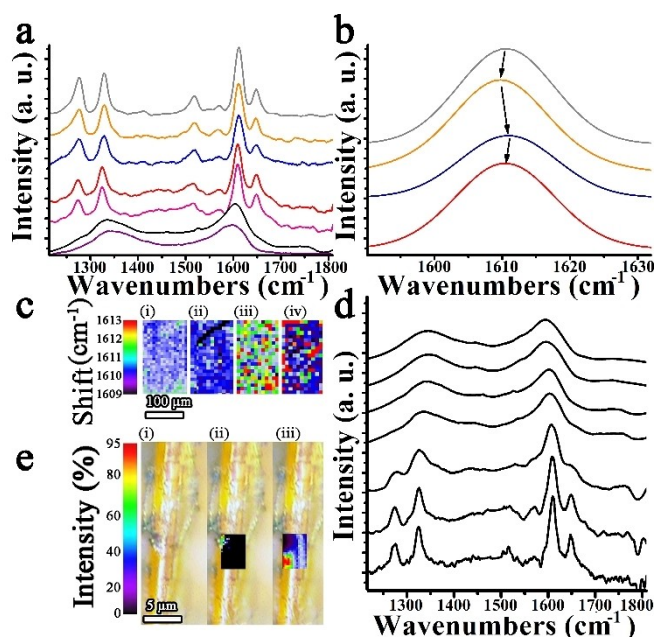 a
Intensity (a. u.)
1300 1400 1500 1600 1700 1800
Wavenumbers (cm-1)
b
Intensity (a. u.)
1600 1610 1620 1630
Wavenumbers (cm-1)
c
Shift(cm-1)
1613
1612
1611
1610
1609
(i) (ii) (iii) (iv)
100 µm
d
Intensity (a. u.)
1300 1400 1500 1600 1700 1800
Wavenumbers (cm-1)
e
Intensity (%)
95
80
60
40
20
0
(i) (ii) (iii)
5 µm